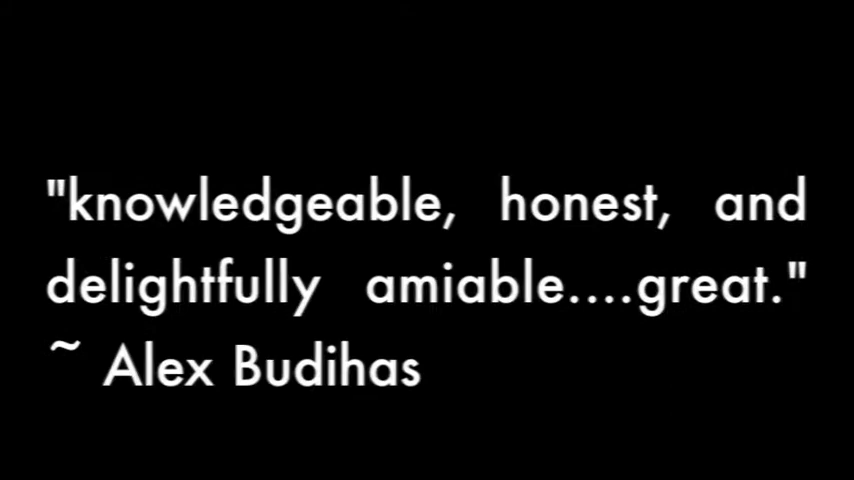 "knowledgeable, honest, and
delightfully amiable....great."
~ Alex Budihas